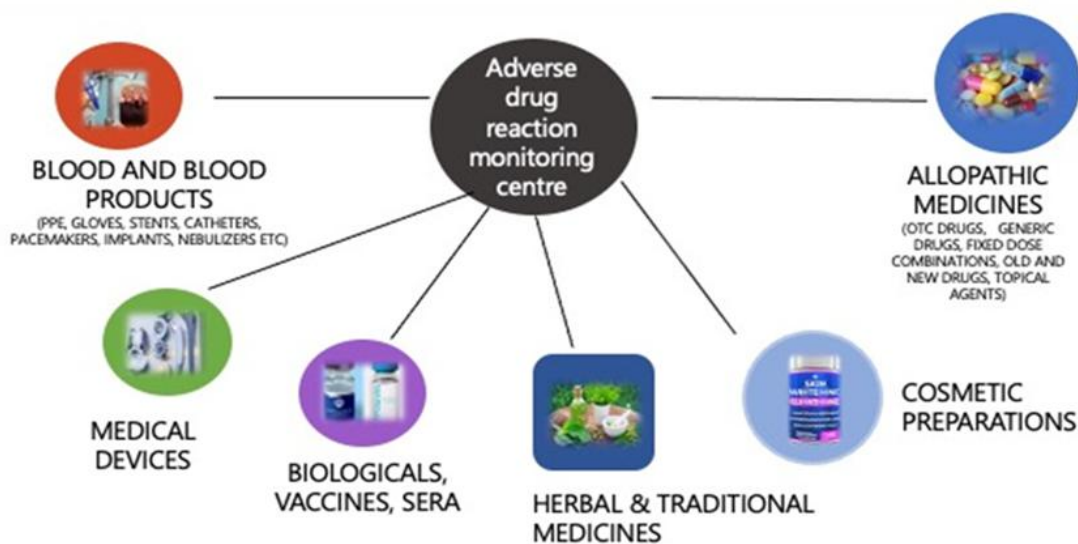 Adverse
drug
reaction
monitoring
centre
BLOOD AND BLOOD
PRODUCTS
(PPE, GLOVES, STENTS, CATHETERS,
PACEMAKERS, IMPLANTS, NEBULIZERS ETC)
ALLOPATHIC
MEDICINES
(OTC DRUGS, GENERIC
DRUGS, FIXED DOSE
COMBINATIONS, OLD AND
NEW DRUGS, TOPICAL
AGENTS)
MEDICAL
DEVICES
BIOLOGICALS,
VACCINES, SERA
HERBAL & TRADITIONAL
MEDICINES
SKIN
WHITENING
COSMETIC
PREPARATIONS